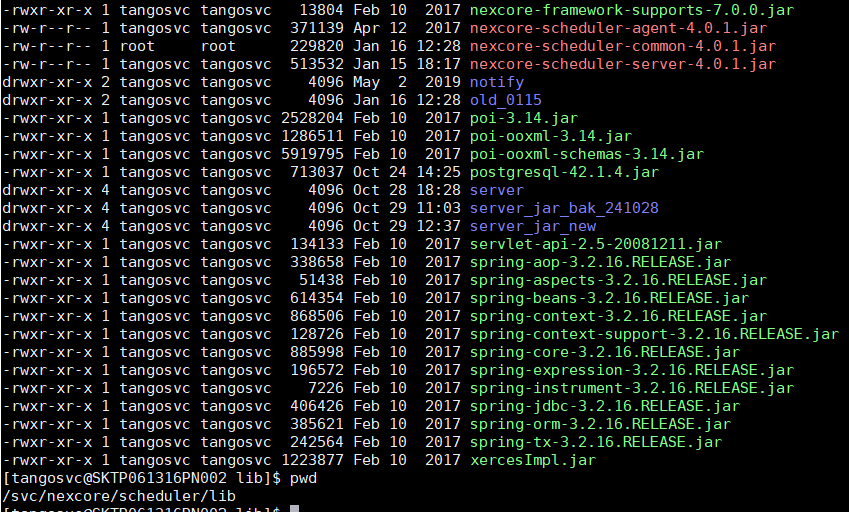 -rwxr-xr-x 1 tangosvc tangosvc   13804 Feb 10  2017 nexcore-framework-supports-7.0.0.jar
-rw-r--r-- 1 tangosvc tangosvc  371139 Apr 12  2017 nexcore-scheduler-agent-4.0.1.jar
-rw-r--r-- 1 root     root      229820 Jan 16 12:28 nexcore-scheduler-common-4.0.1.jar
-rw-r--r-- 1 tangosvc tangosvc  513532 Jan 15 18:17 nexcore-scheduler-server-4.0.1.jar
drwxr-xr-x 2 tangosvc tangosvc    4096 May  2  2019 notify
drwxr-xr-x 2 tangosvc tangosvc    4096 Jan 16 12:28 old_0115
-rwxr-xr-x 1 tangosvc tangosvc 2528204 Feb 10  2017 poi-3.14.jar
-rwxr-xr-x 1 tangosvc tangosvc 1286511 Feb 10  2017 poi-ooxml-3.14.jar
-rwxr-xr-x 1 tangosvc tangosvc 5919795 Feb 10  2017 poi-ooxml-schemas-3.14.jar
-rwxr-xr-x 1 tangosvc tangosvc  713037 Oct 24 14:25 postgresql-42.1.4.jar
drwxr-xr-x 4 tangosvc tangosvc    4096 Oct 28 18:28 server
drwxr-xr-x 4 tangosvc tangosvc    4096 Oct 29 11:03 server_jar_bak_241028
drwxr-xr-x 4 tangosvc tangosvc    4096 Oct 29 12:37 server_jar_new
-rwxr-xr-x 1 tangosvc tangosvc  134133 Feb 10  2017 servlet-api-2.5-20081211.jar
-rwxr-xr-x 1 tangosvc tangosvc  338658 Feb 10  2017 spring-aop-3.2.16.RELEASE.jar
-rwxr-xr-x 1 tangosvc tangosvc   51438 Feb 10  2017 spring-aspects-3.2.16.RELEASE.jar
-rwxr-xr-x 1 tangosvc tangosvc  614354 Feb 10  2017 spring-beans-3.2.16.RELEASE.jar
-rwxr-xr-x 1 tangosvc tangosvc  868506 Feb 10  2017 spring-context-3.2.16.RELEASE.jar
-rwxr-xr-x 1 tangosvc tangosvc  128726 Feb 10  2017 spring-context-support-3.2.16.RELEASE.jar
-rwxr-xr-x 1 tangosvc tangosvc  885998 Feb 10  2017 spring-core-3.2.16.RELEASE.jar
-rwxr-xr-x 1 tangosvc tangosvc  196572 Feb 10  2017 spring-expression-3.2.16.RELEASE.jar
-rwxr-xr-x 1 tangosvc tangosvc    7226 Feb 10  2017 spring-instrument-3.2.16.RELEASE.jar
-rwxr-xr-x 1 tangosvc tangosvc  406426 Feb 10  2017 spring-jdbc-3.2.16.RELEASE.jar
-rwxr-xr-x 1 tangosvc tangosvc  385621 Feb 10  2017 spring-orm-3.2.16.RELEASE.jar
-rwxr-xr-x 1 tangosvc tangosvc  242564 Feb 10  2017 spring-tx-3.2.16.RELEASE.jar
-rwxr-xr-x 1 tangosvc tangosvc 1223877 Feb 10  2017 xercesImpl.jar
[tangosvc@SKTP061316PN002 lib]$ pwd
/svc/nexcore/scheduler/lib
[tangosvc@SKTP061316PN002 lib]$